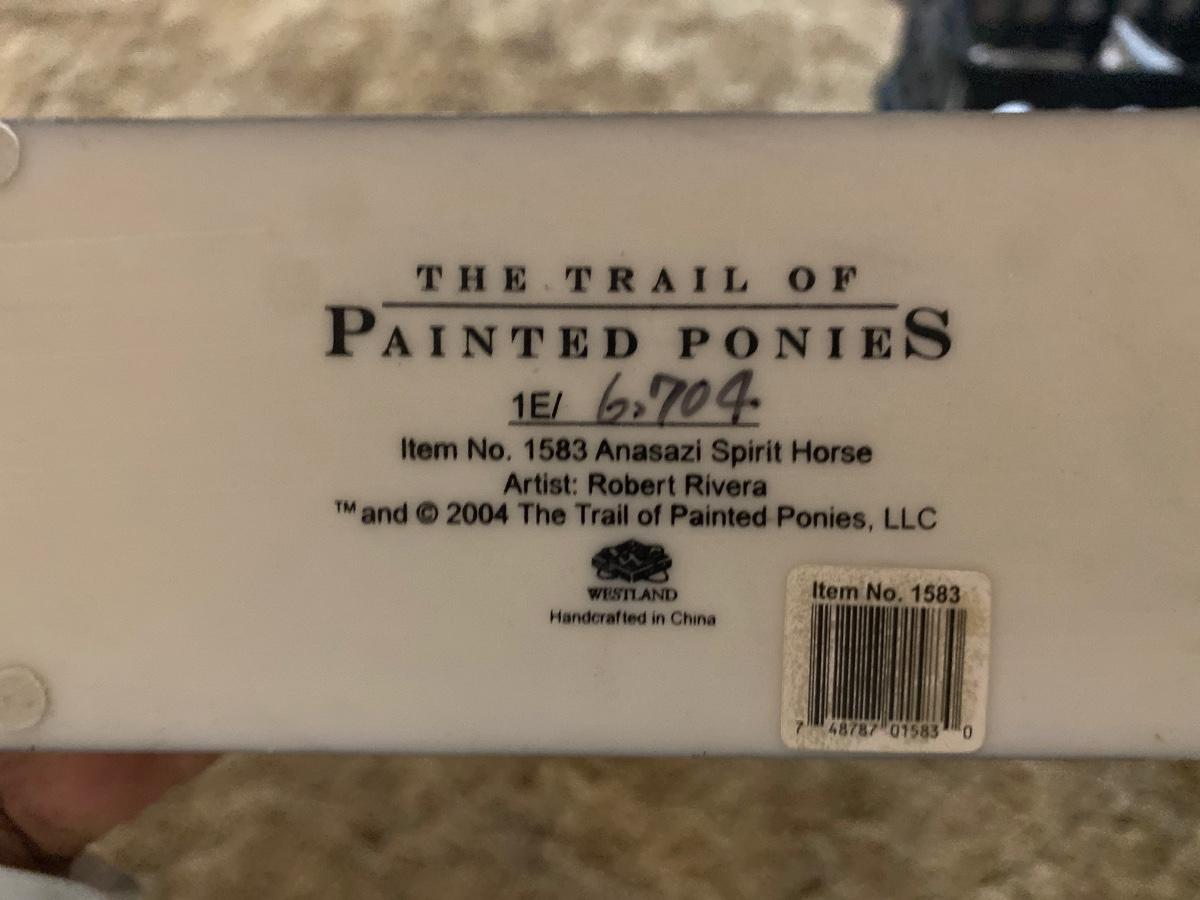 THE TRAIL OF
PAINTED PONIES
1E/ 6,704.
Item No. 1583 Anasazi Spirit Horse
Artist: Robert Rivera
™ and © 2004 The Trail of Painted Ponies, LLC
WESTLAND
Handcrafted in China
Item No. 1583
7 48787 01583 0